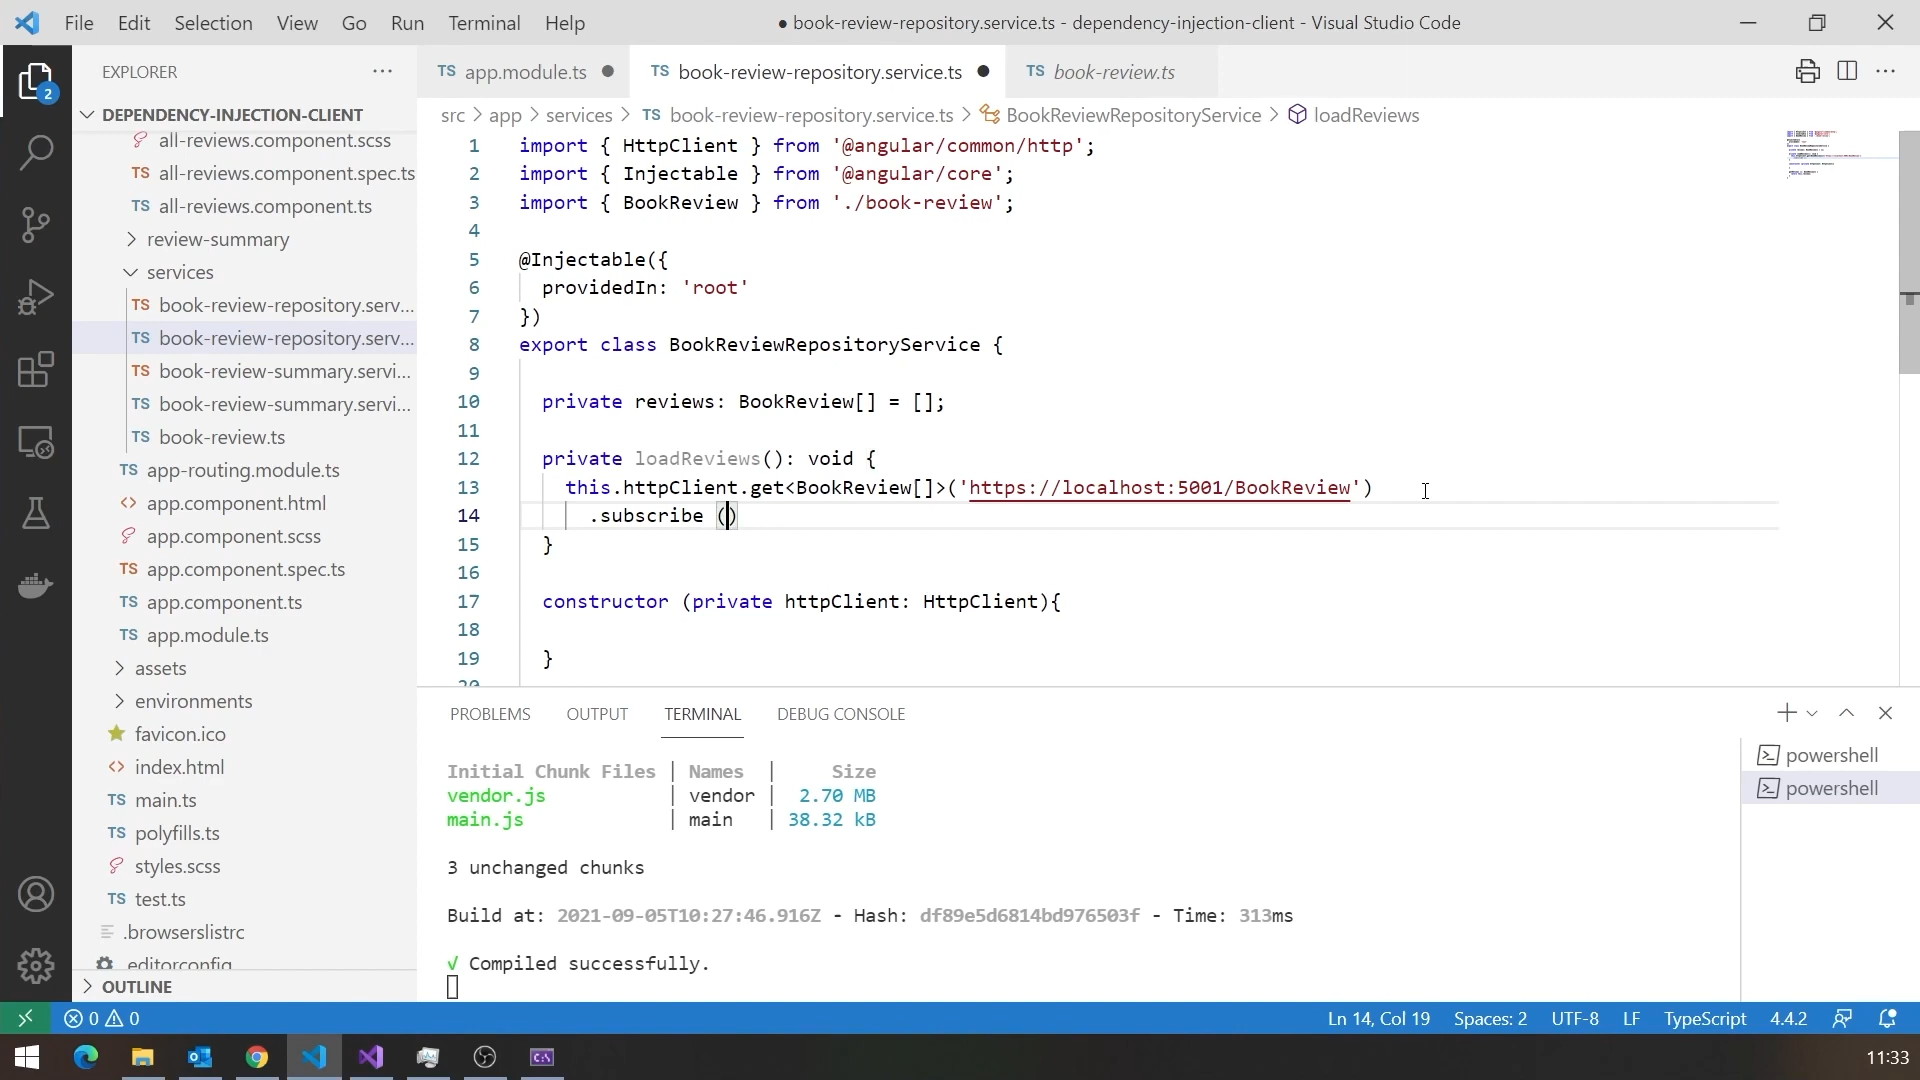 File Edit Selection View Go Run Terminal Help
● book-review-repository.service.ts - dependency-injection-client - Visual Studio Code
EXPLORER
2
DEPENDENCY-INJECTION-CLIENT
all-reviews.component.scss
TS all-reviews.component.spec.ts
TS all-reviews.component.ts
review-summary
services
TS book-review-repository.serv...
TS book-review-repository.serv...
TS book-review-summary.servi...
TS book-review-summary.servi...
TS book-review.ts
TS app-routing.module.ts
<> app.component.html
app.component.scss
TS app.component.spec.ts
TS app.component.ts
TS app.module.ts
assets
environments
favicon.ico
<> index.html
TS main.ts
TS polyfills.ts
styles.scss
TS test.ts
.browserslistrc
.editorconfig
OUTLINE
TS app.module.ts ●
TS book-review-repository.service.ts ●
TS book-review.ts
src > app > services > TS book-review-repository.service.ts > BookReviewRepositoryService > loadReviews
1 import { HttpClient } from '@angular/common/http';
2 import { Injectable } from '@angular/core';
3 import { BookReview } from './book-review';
4
5 @Injectable({
6 providedIn: 'root'
7 })
8 export class BookReviewRepositoryService {
9
10 private reviews: BookReview[] = [];
11
12 private loadReviews(): void {
13 this.httpClient.get<BookReview[]>('https://localhost:5001/BookReview')
14 .subscribe ()
15 }
16
17 constructor (private httpClient: HttpClient){
18
19 }
20
PROBLEMS OUTPUT TERMINAL DEBUG CONSOLE
Initial Chunk Files | Names | Size
vendor.js | vendor | 2.70 MB
main.js | main | 38.32 kB
3 unchanged chunks
Build at: 2021-09-05T10:27:46.916Z - Hash: df89e5d6814bd976503f - Time: 313ms
√ Compiled successfully.
powershell
powershell
0 0
Ln 14, Col 19 Spaces: 2 UTF-8 LF TypeScript 4.4.2
11:33